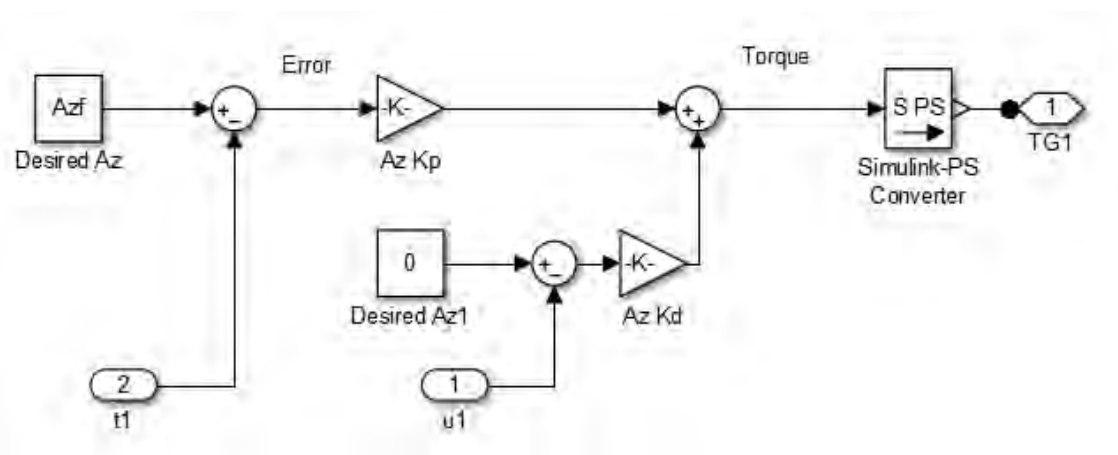 Error
Torque
Azf
+
−
-K-
+
+
S PS
1
Desired Az
Az Kp
TG1
Simulink-PS
Converter
0
+
−
-K-
Desired Az1
Az Kd
2
1
t1
u1